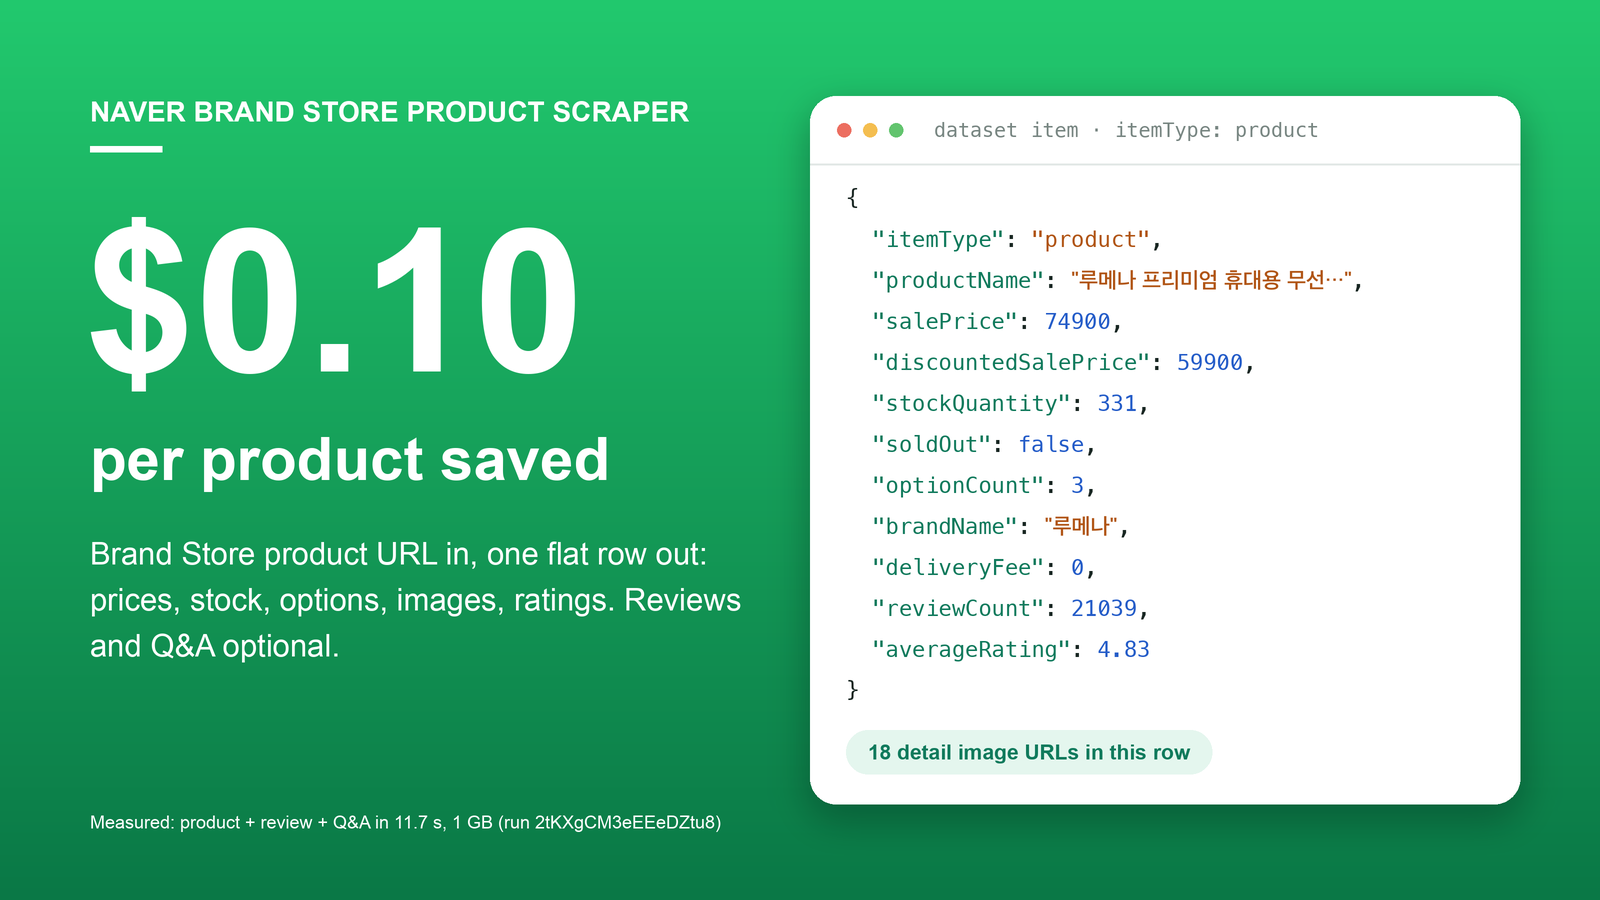 NAVER BRAND STORE PRODUCT SCRAPER
$0.10
per product saved
Brand Store product URL in, one flat row out:
prices, stock, options, images, ratings. Reviews
and Q&A optional.
Measured: product + review + Q&A in 11.7 s, 1 GB (run 2tKXgCM3eEEeDZtu8)
dataset item · itemType: product
{
"itemType": "product",
"productName": "루메나 프리미엄 휴대용 무선…",
"salePrice": 74900,
"discountedSalePrice": 59900,
"stockQuantity": 331,
"soldOut": false,
"optionCount": 3,
"brandName": "루메나",
"deliveryFee": 0,
"reviewCount": 21039,
"averageRating": 4.83
}
18 detail image URLs in this row